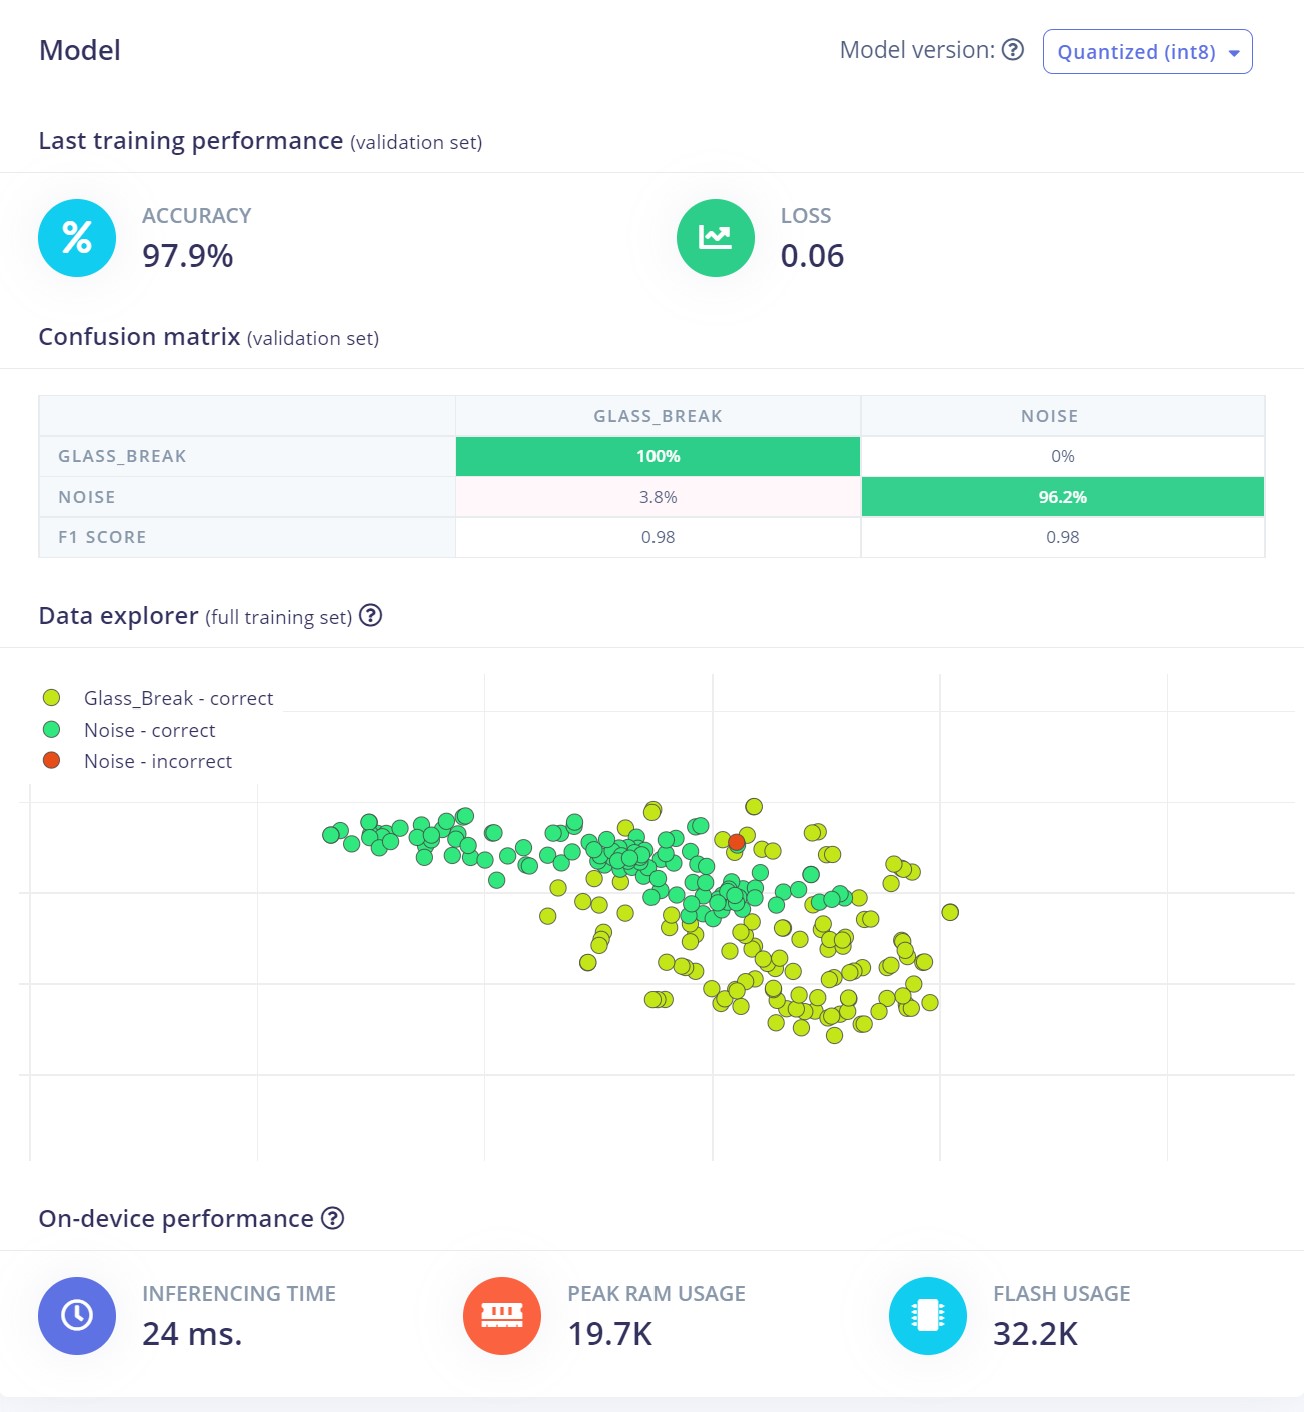 Model
Model version: ? Quantized (int8)
Last training performance (validation set)
% ACCURACY
97.9%
LOSS
0.06
Confusion matrix (validation set)
GLASS_BREAK NOISE
GLASS_BREAK 100% 0%
NOISE 3.8% 96.2%
F1 SCORE 0.98 0.98
Data explorer (full training set) ?
Glass_Break - correct
Noise - correct
Noise - incorrect
On-device performance ?
INFERENCING TIME
24 ms.
PEAK RAM USAGE
19.7K
FLASH USAGE
32.2K